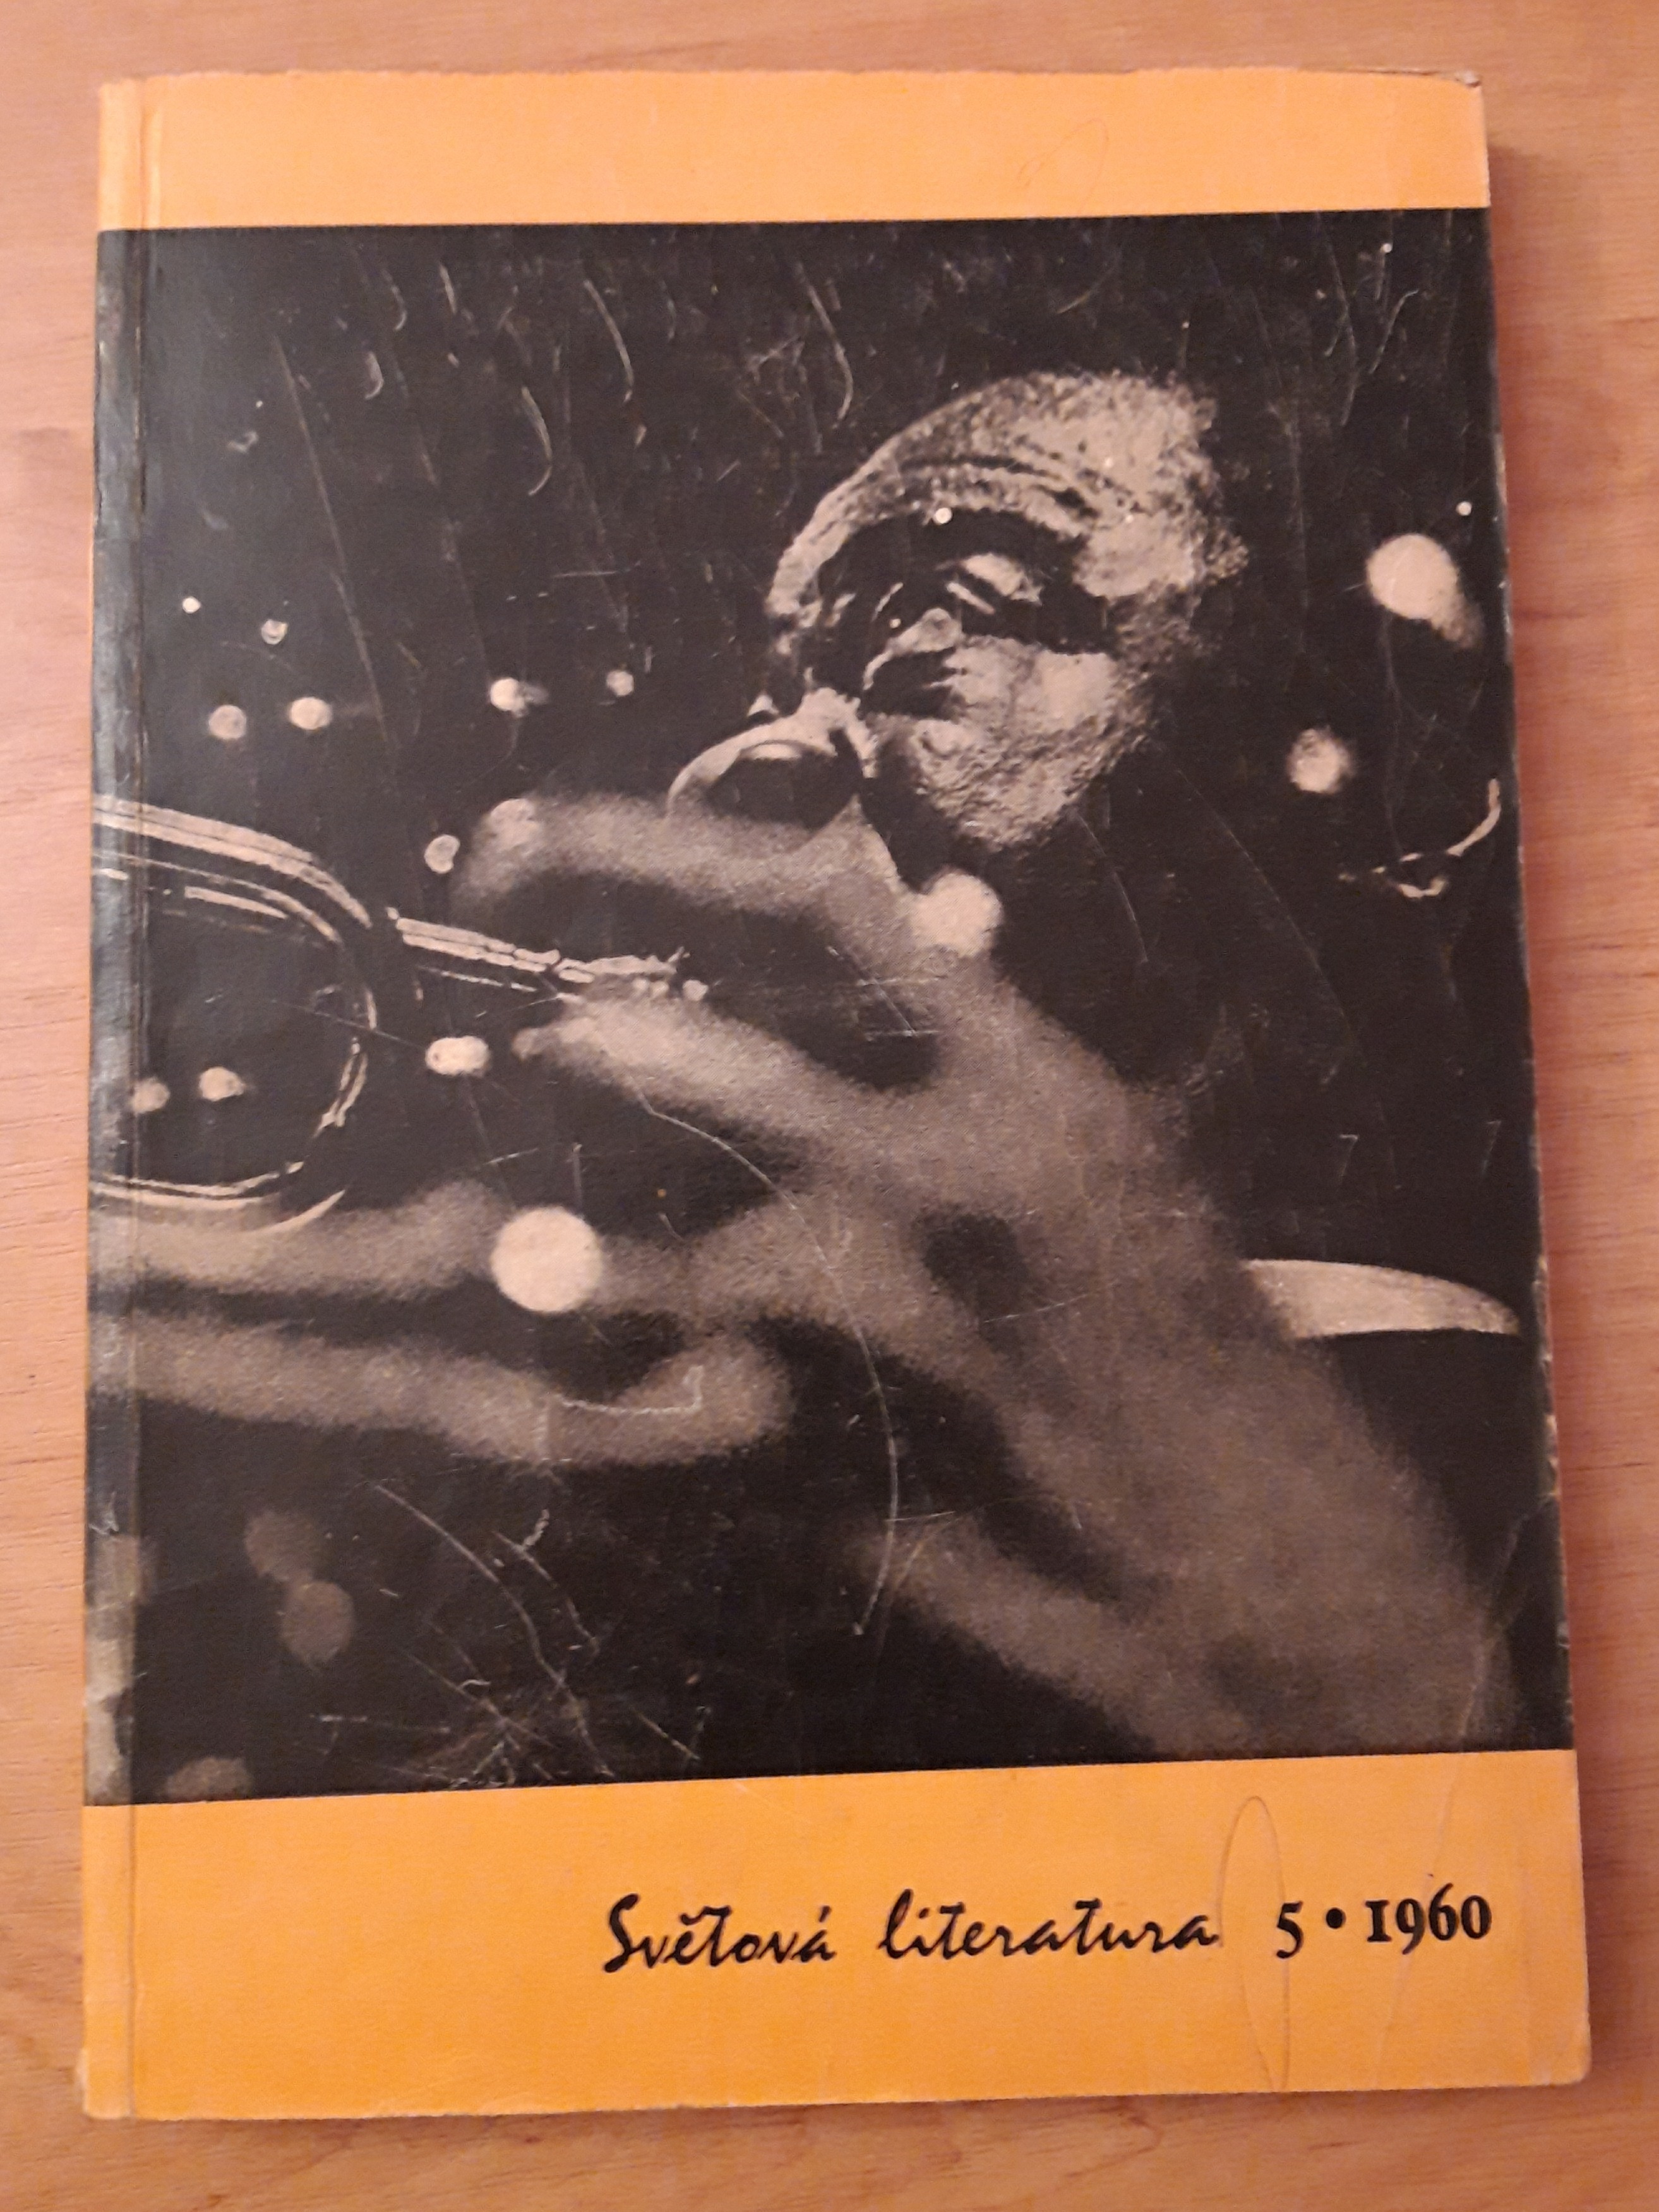 Světová literatura 5 • 1960